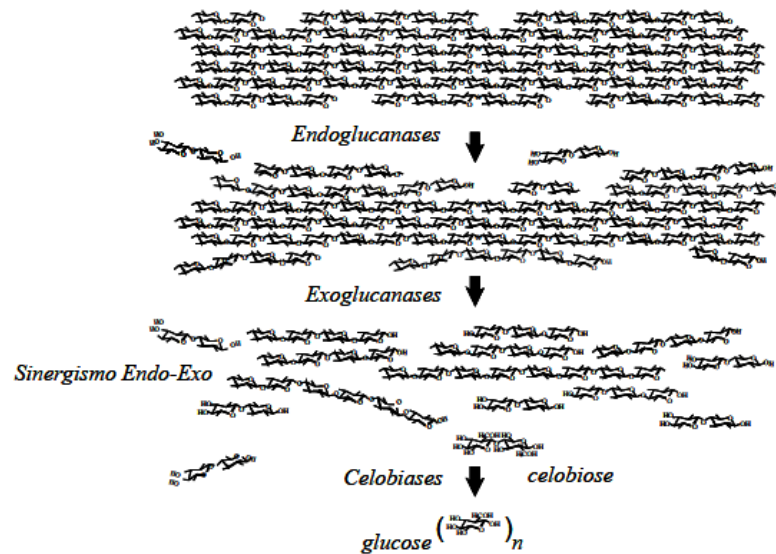 Endoglucanases
Exoglucanases
Sinergismo Endo-Exo
Celobiases
celobiose
glucose ( )n